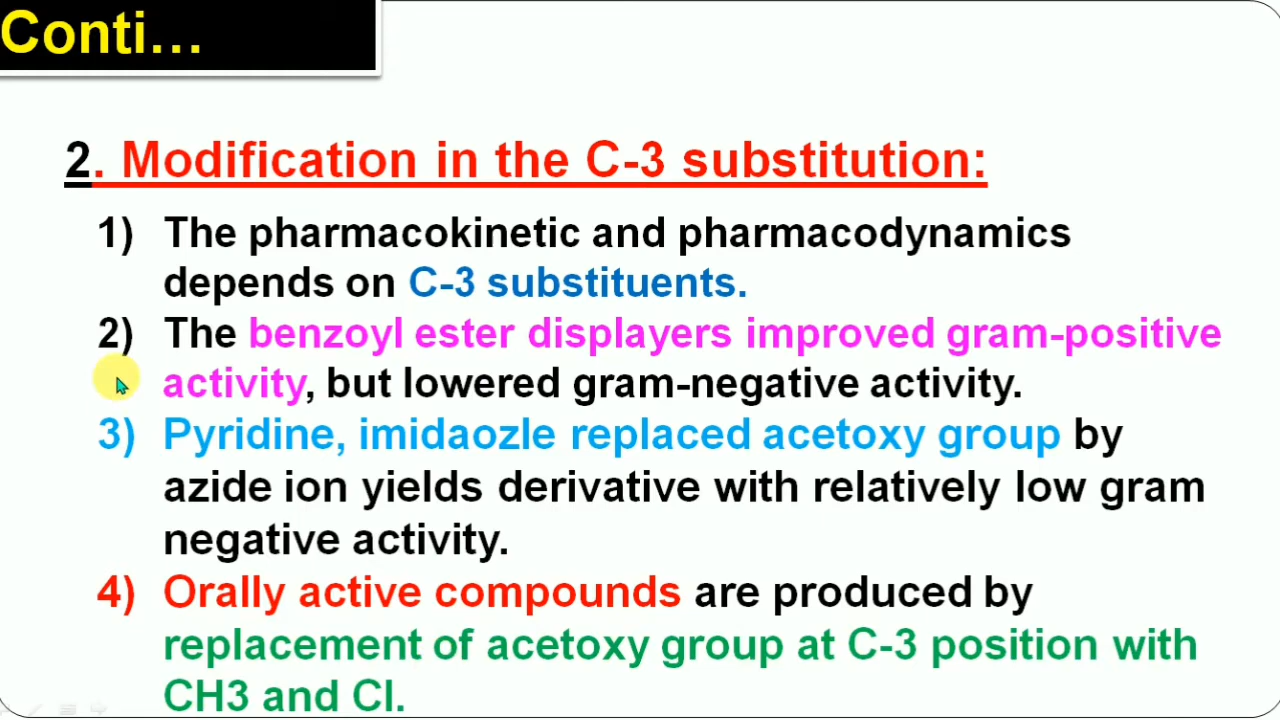 Conti...
2. Modification in the C-3 substitution:
1) The pharmacokinetic and pharmacodynamics
depends on C-3 substituents.
2) The benzoyl ester displayers improved gram-positive
activity, but lowered gram-negative activity.
3) Pyridine, imidaozle replaced acetoxy group by
azide ion yields derivative with relatively low gram
negative activity.
4) Orally active compounds are produced by
replacement of acetoxy group at C-3 position with
CH3 and Cl.